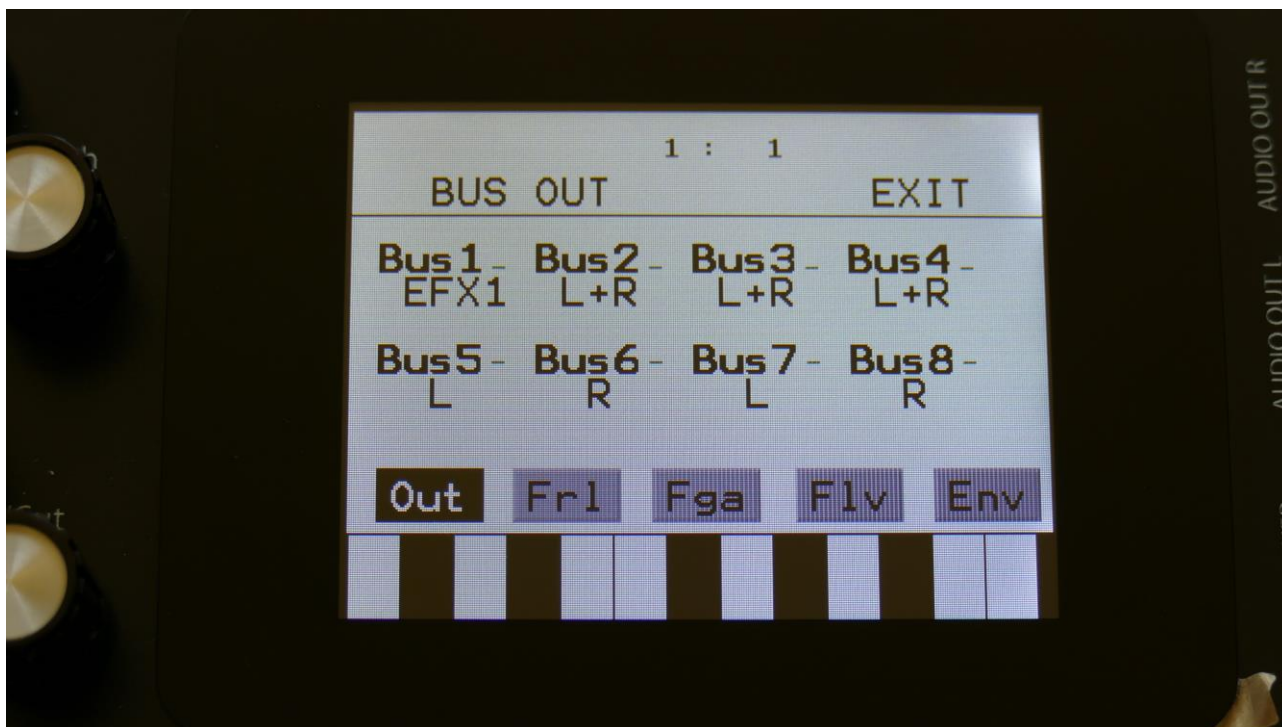 1 : 1
BUS OUT EXIT
Bus1- Bus2- Bus3- Bus4-
EFX1 L+R L+R L+R
Bus5- Bus6- Bus7- Bus8-
L R L R
Out Frl Fga Flv Env
AUDIO OUT R
AUDIO OUT L